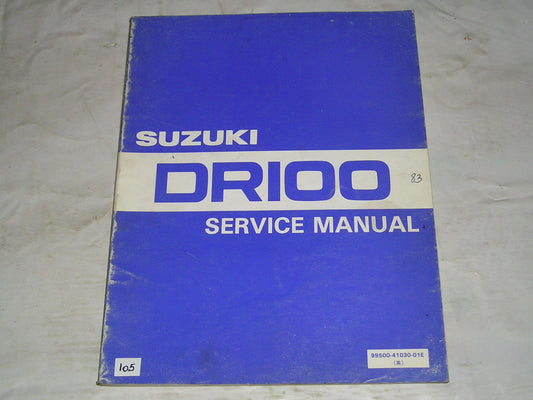 SUZUKI
DR100
83
SERVICE MANUAL
99500-41030-01E
(英)
105